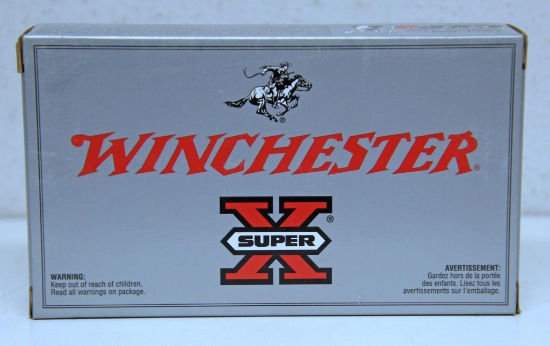 WINCHESTER®
X
SUPER
®
WARNING:
Keep out of reach of children.
Read all warnings on package.
AVERTISSEMENT:
Gardez hors de la portée
des enfants. Lisez tous les
avertissements sur l'emballage.